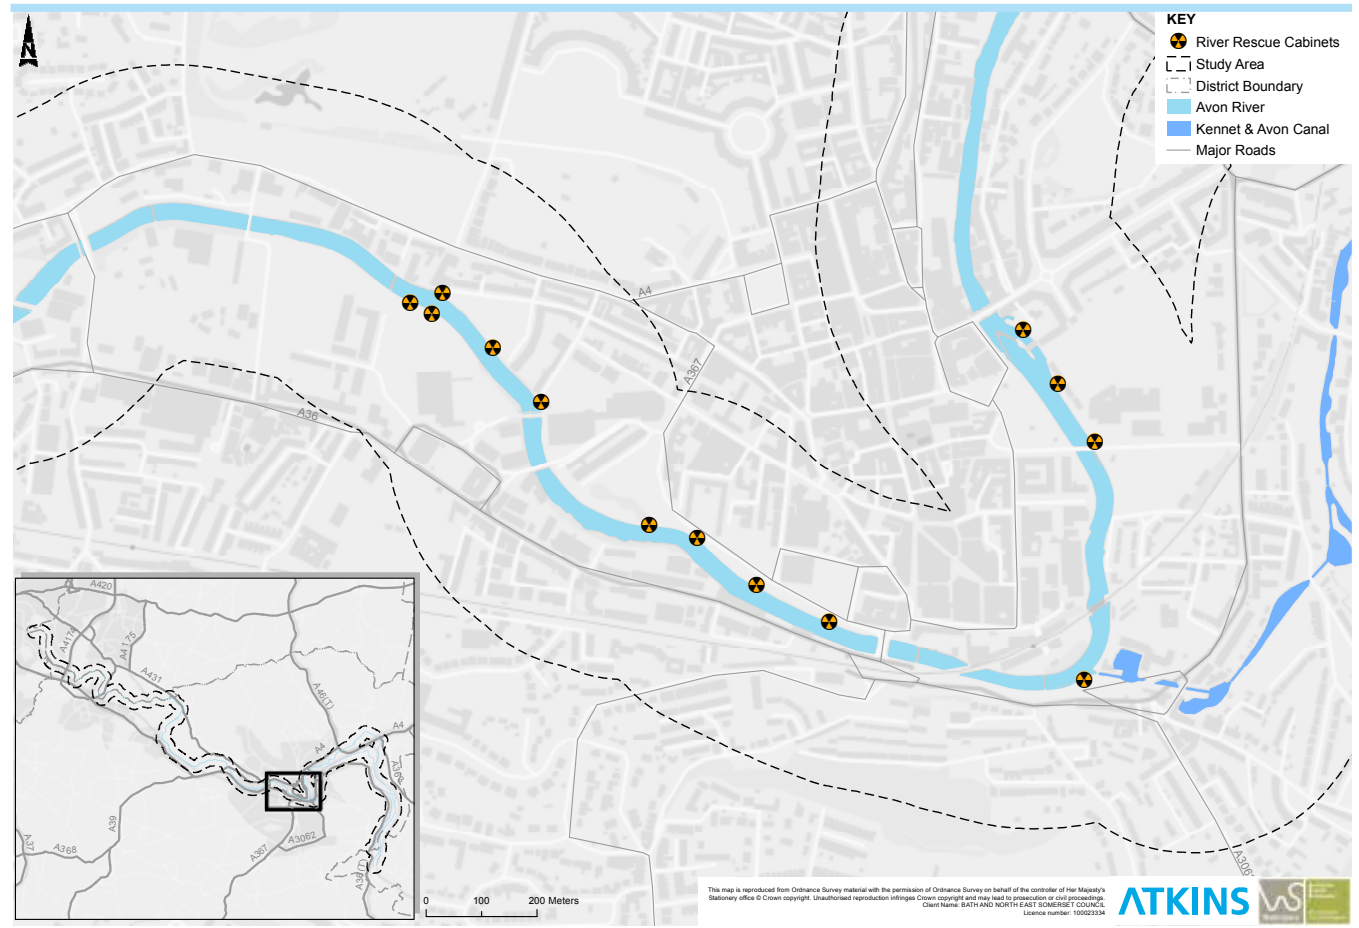 KEY
River Rescue Cabinets
Study Area
District Boundary
Avon River
Kennet & Avon Canal
Major Roads
A4
A367
A36
A420
A4174
A4175
A431
A46(T)
A4
A4
A363
A39
A37
A368
A367
A3062
A36(T)
A3062
0 100 200 Meters
This map is reproduced from Ordnance Survey material with the permission of Ordnance Survey on behalf of the controller of Her Majesty's
Stationery office © Crown copyright. Unauthorised reproduction infringes Crown copyright and may lead to prosecution or civil proceedings.
Client Name: BATH AND NORTH EAST SOMERSET COUNCIL
Licence number: 100023334
ATKINS